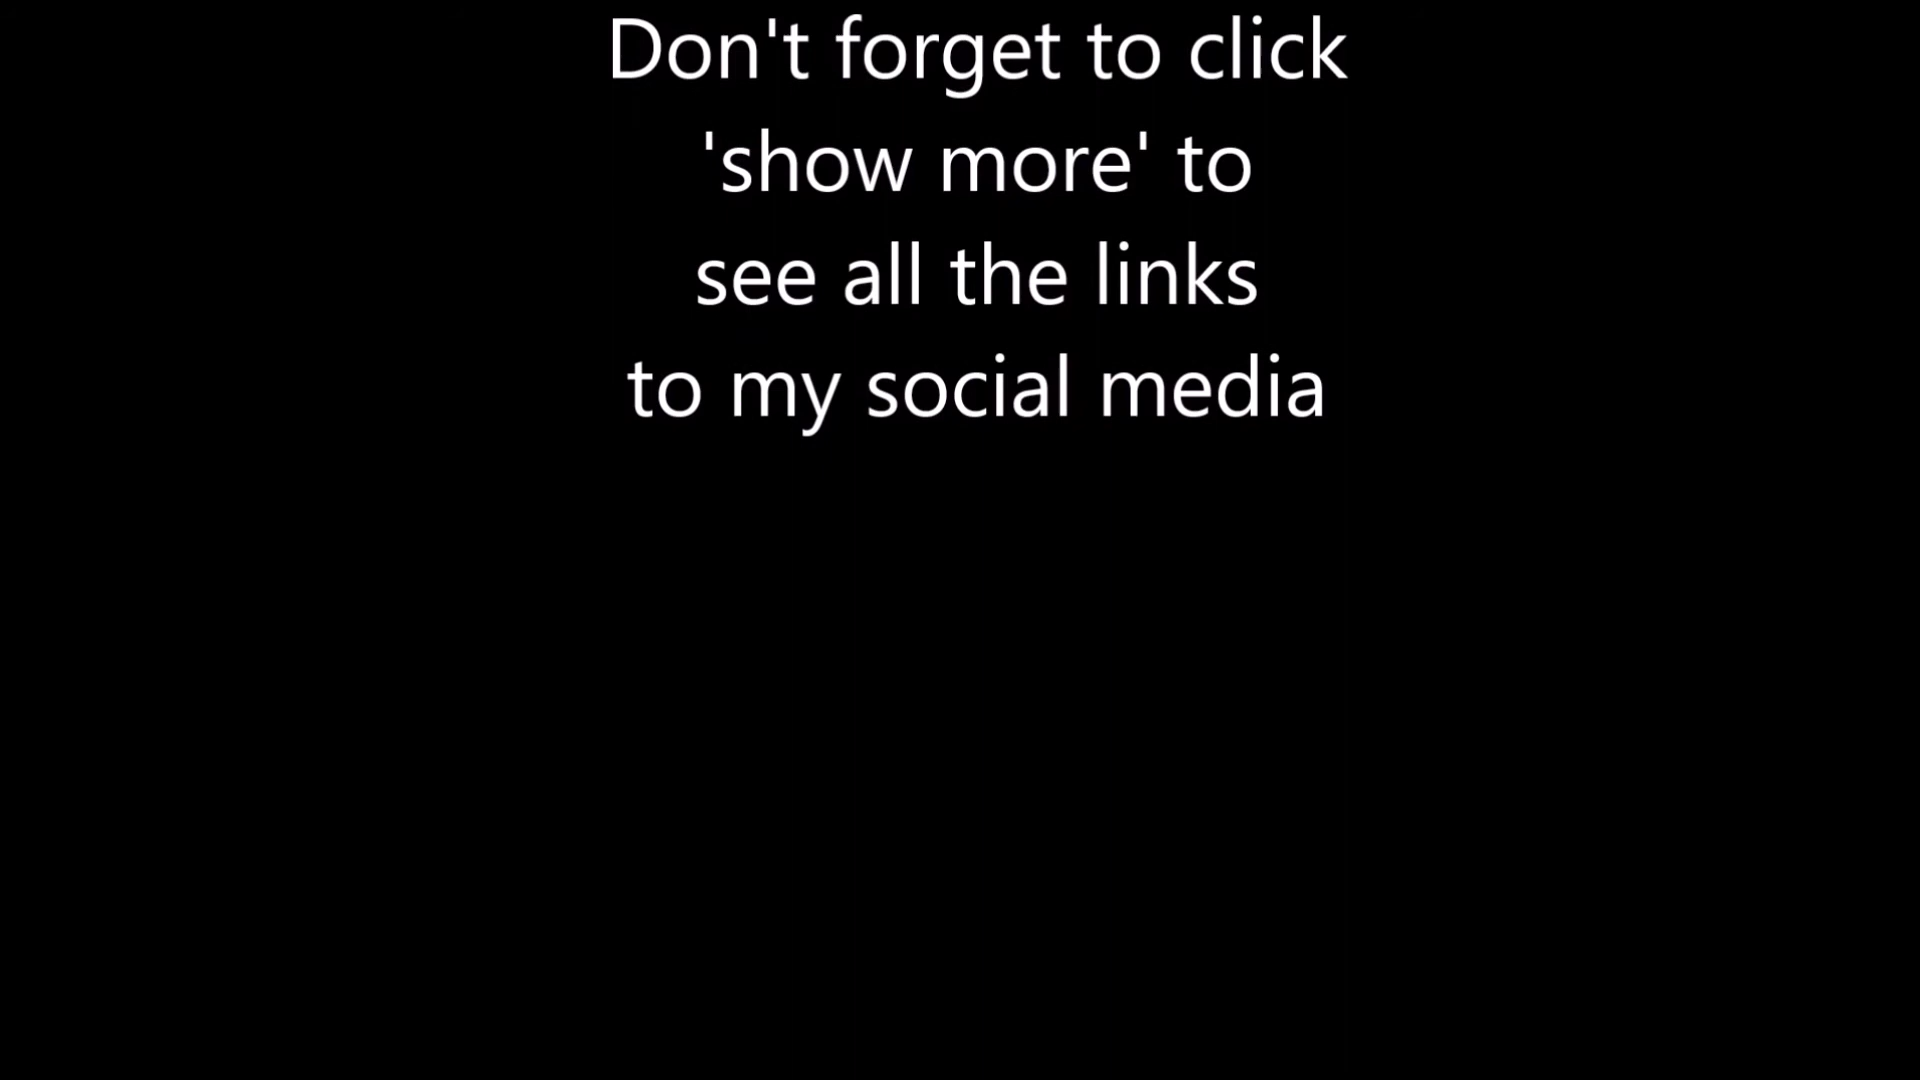 Don't forget to click
'show more' to
see all the links
to my social media